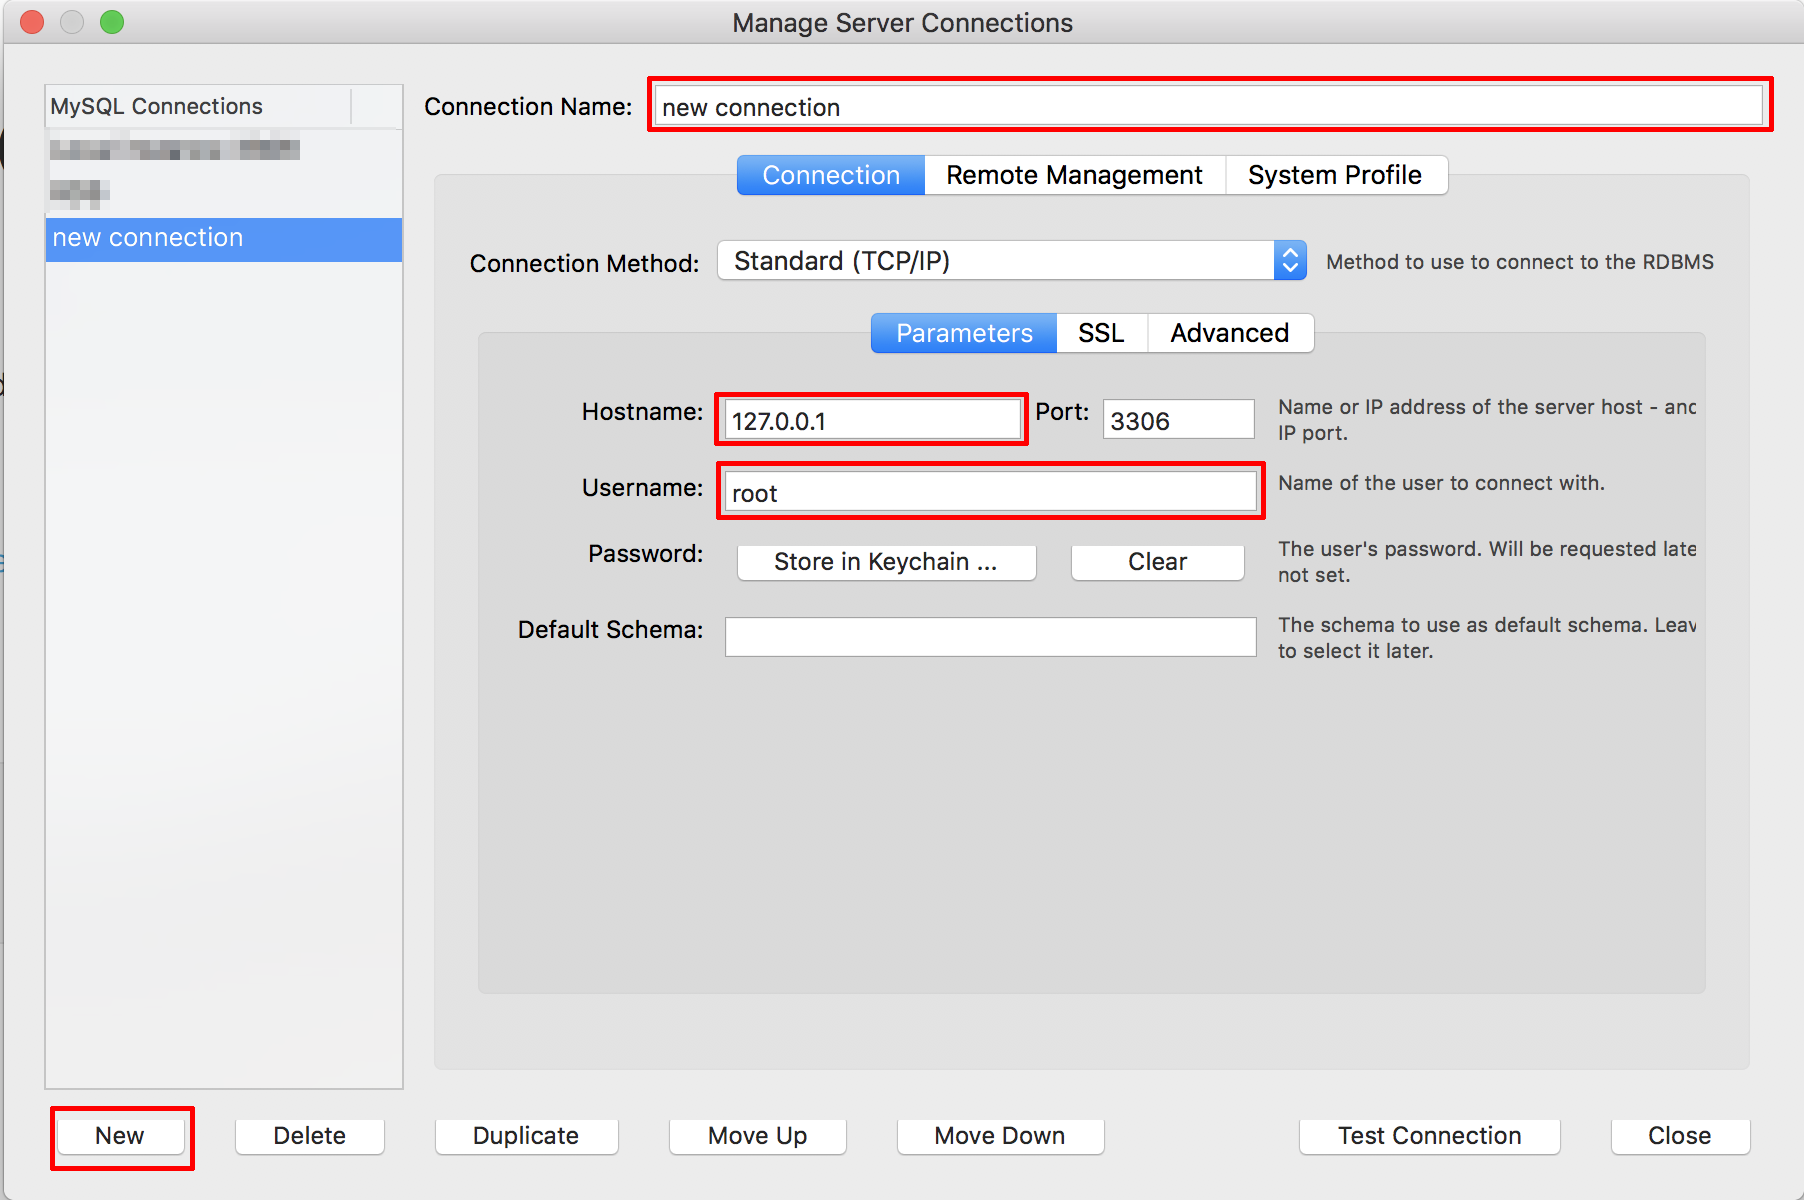 Manage Server Connections
MySQL Connections
new connection
Connection Name: new connection
Connection Remote Management System Profile
Connection Method: Standard (TCP/IP) Method to use to connect to the RDBMS
Parameters SSL Advanced
Hostname: 127.0.0.1 Port: 3306 Name or IP address of the server host - and
IP port.
Username: root Name of the user to connect with.
Password: Store in Keychain ... Clear The user's password. Will be requested late
not set.
Default Schema: The schema to use as default schema. Leav
to select it later.
New Delete Duplicate Move Up Move Down Test Connection Close